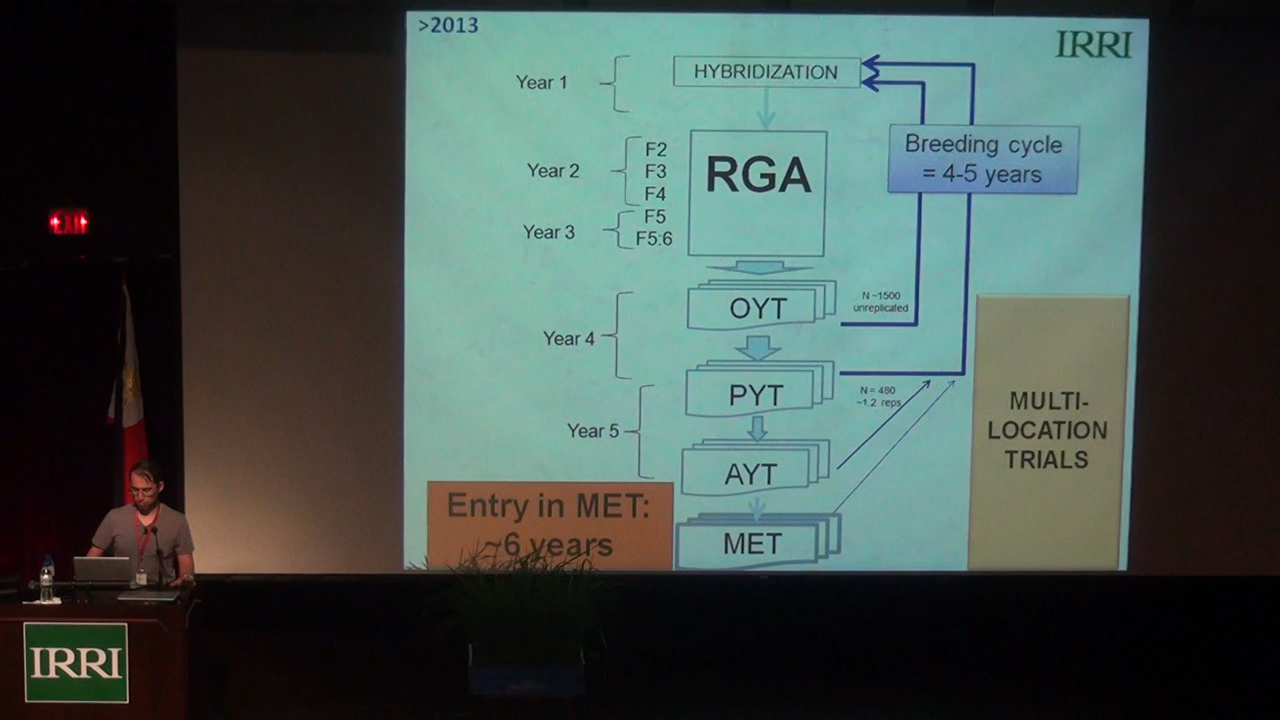 >2013
IRRI
HYBRIDIZATION
Year 1
Breeding cycle
= 4-5 years
RGA
Year 2
F2
F3
F4
Year 3
F5
F5:6
EXIT
OYT
N ~1500
unreplicated
Year 4
PYT
N = 480
~1.2 reps
Year 5
AYT
MULTI-
LOCATION
TRIALS
Entry in MET:
~6 years
MET
IRRI